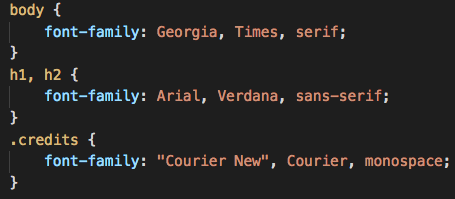 body {
    font-family: Georgia, Times, serif;
}
h1, h2 {
    font-family: Arial, Verdana, sans-serif;
}
.credits {
    font-family: "Courier New", Courier, monospace;
}